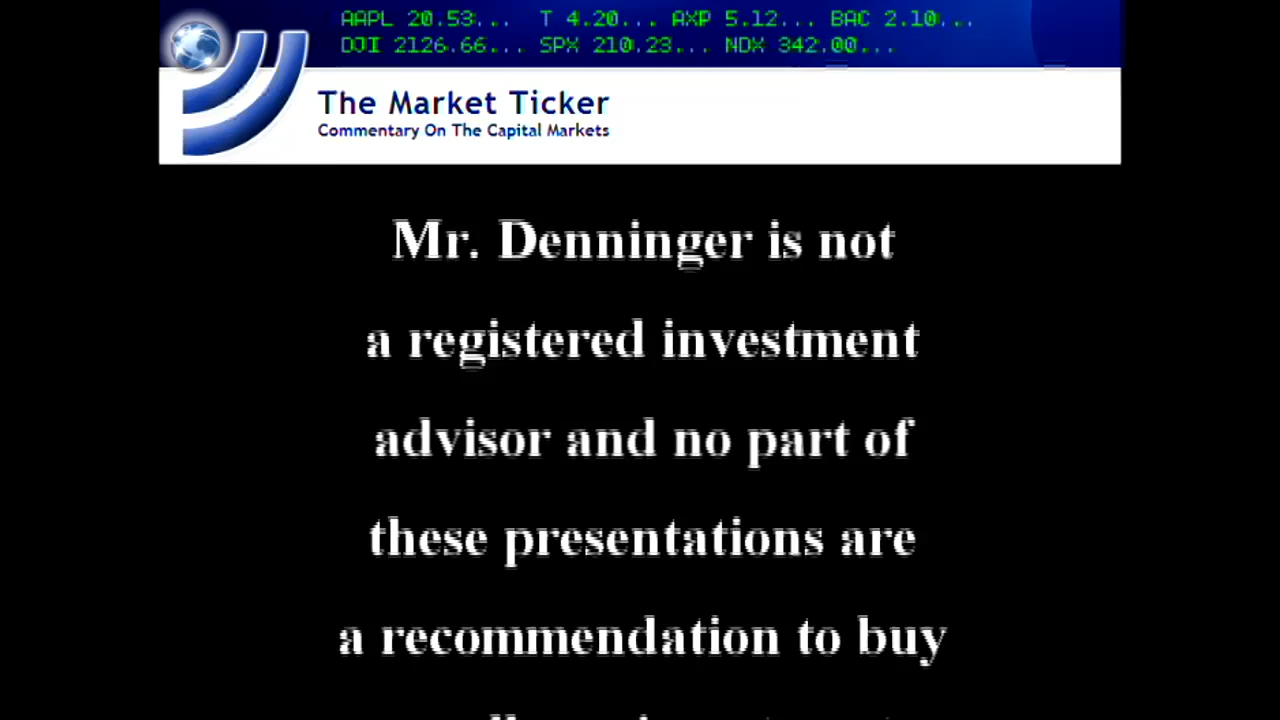 AAPL 20.53... T 4.20... AXP 5.12... BAC 2.10...
DJI 2126.66... SPX 210.23... NDX 342.00...
The Market Ticker
Commentary On The Capital Markets
Mr. Denninger is not
a registered investment
advisor and no part of
these presentations are
a recommendation to buy